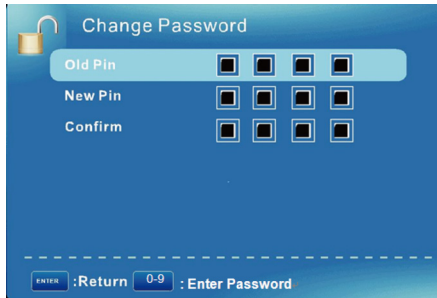 Change Password
Old Pin
New Pin
Confirm
ENTER :Return 0-9 : Enter Password